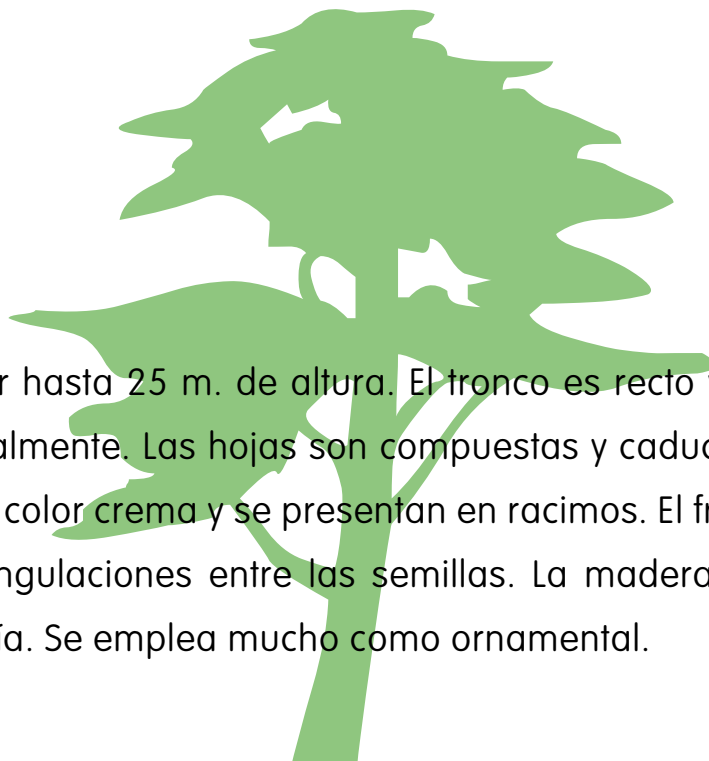 r hasta 25 m. de altura. El tronco es recto
almente. Las hojas son compuestas y caduc
color crema y se presentan en racimos. El fr
ngulaciones entre las semillas. La madera
ía. Se emplea mucho como ornamental.